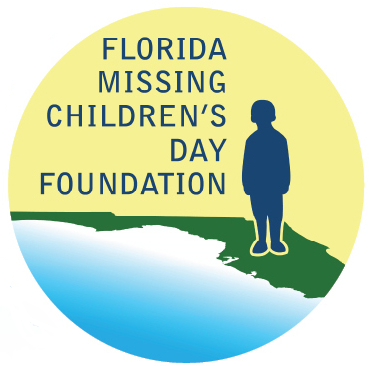 FLORIDA
MISSING
CHILDREN'S
DAY
FOUNDATION